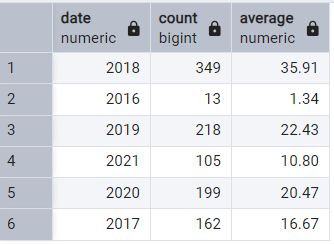 date count average
numeric bigint numeric
1 2018 349 35.91
2 2016 13 1.34
3 2019 218 22.43
4 2021 105 10.80
5 2020 199 20.47
6 2017 162 16.67